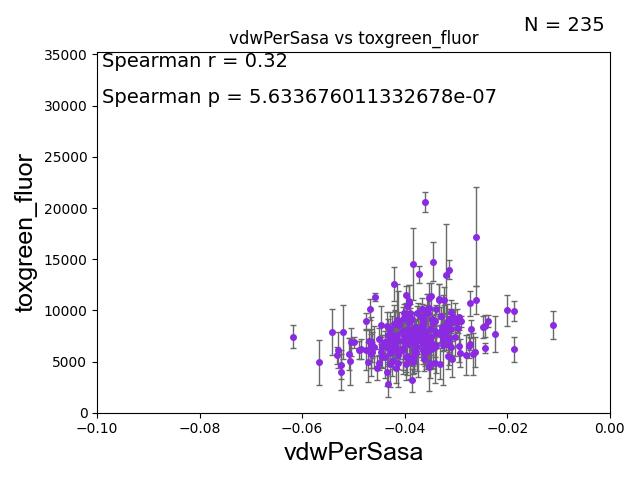 N = 235
vdwPerSasa vs toxgreen_fluor
Spearman r = 0.32
Spearman p = 5.633676011332678e-07
toxgreen_fluor
35000
30000
25000
20000
15000
10000
5000
0
−0.10
−0.08
−0.06
−0.04
−0.02
0.00
vdwPerSasa